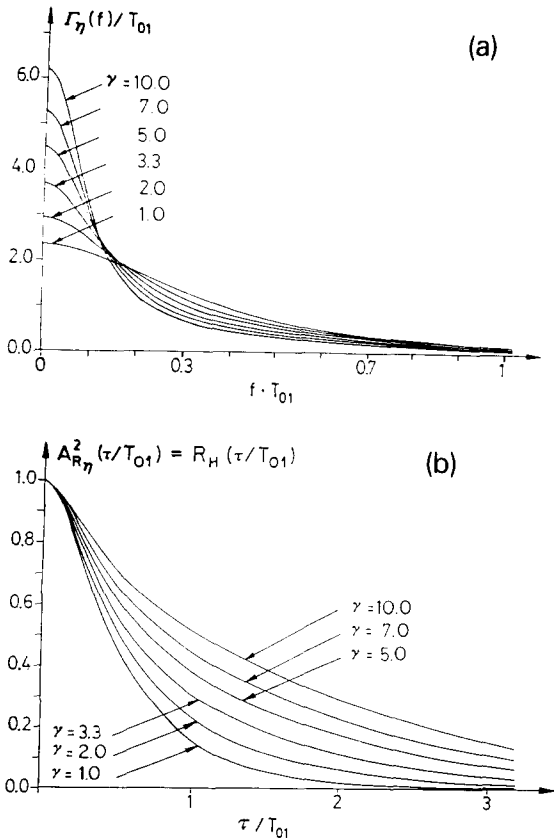 Γη(f)/T01
(a)
6.0
γ = 10.0
7.0
5.0
4.0
3.3
2.0
1.0
2.0
0.0
0
0.3
0.7
1
f · T01
A²Rη(τ/T01) = RH(τ/T01)
(b)
1.0
0.8
0.6
γ = 10.0
γ = 7.0
0.4
γ = 5.0
γ = 3.3
0.2
γ = 2.0
γ = 1.0
0.0
1
2
3
τ/T01